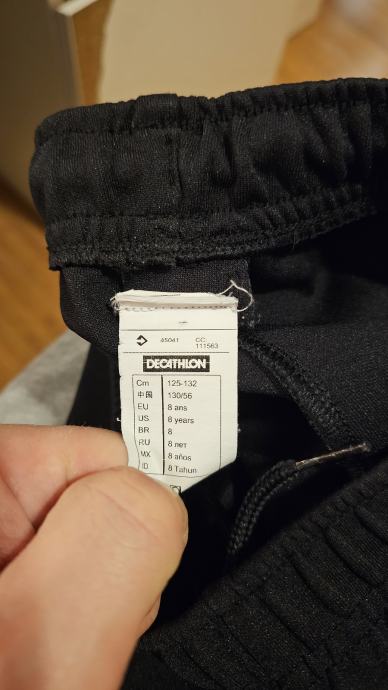 45041 CC:
111563
DECATHLON
Cm 125-132
中国 130/56
EU 8 ans
US 8 years
BR 8
RU 8 лет
MX 8 años
ID 8 Tahun